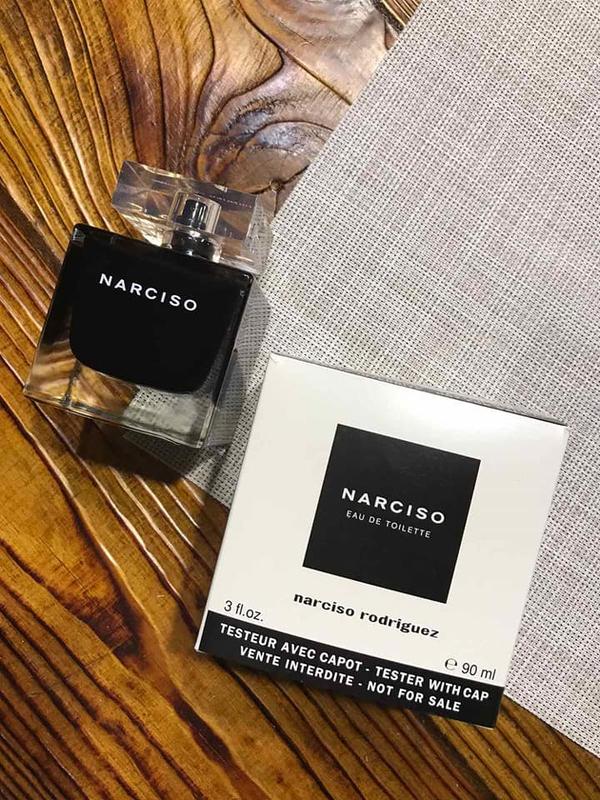 NARCISO
NARCISO
EAU DE TOILETTE
narciso rodriguez
3 fl.oz.
℮ 90 ml
TESTEUR AVEC CAPOT - TESTER WITH CAP
VENTE INTERDITE - NOT FOR SALE